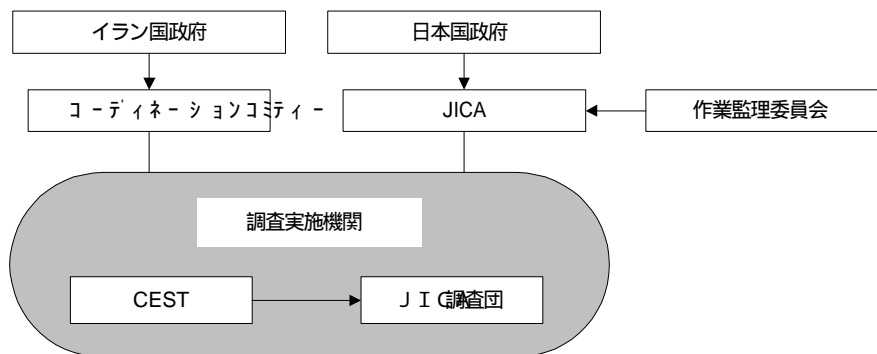 イラン国政府
日本国政府
コーディネーションコミティー
JICA
作業監理委員会
調査実施機関
CEST
ＪＩＣＡ調査団